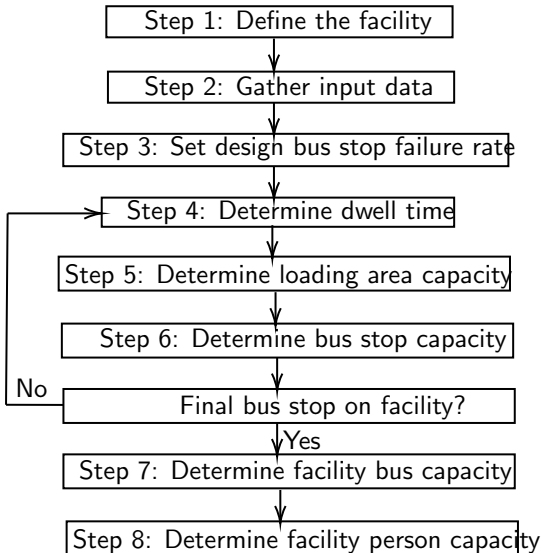 Step 1: Define the facility
Step 2: Gather input data
Step 3: Set design bus stop failure rate
Step 4: Determine dwell time
Step 5: Determine loading area capacity
Step 6: Determine bus stop capacity
No
Final bus stop on facility?
Yes
Step 7: Determine facility bus capacity
Step 8: Determine facility person capacity